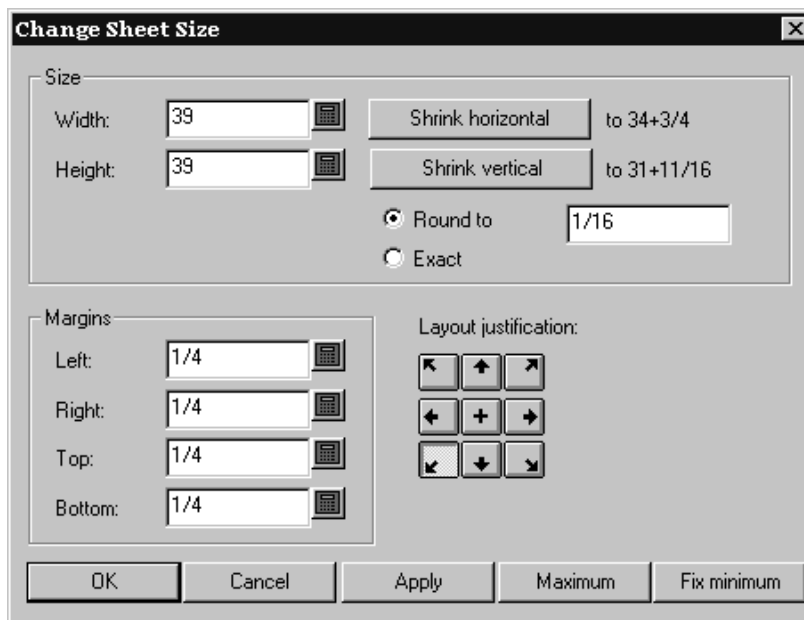 Change Sheet Size
Size
Width: 39 Shrink horizontal to 34+3/4
Height: 39 Shrink vertical to 31+11/16
Round to 1/16
Exact
Margins
Layout justification:
Left: 1/4
Right: 1/4
Top: 1/4
Bottom: 1/4
OK Cancel Apply Maximum Fix minimum